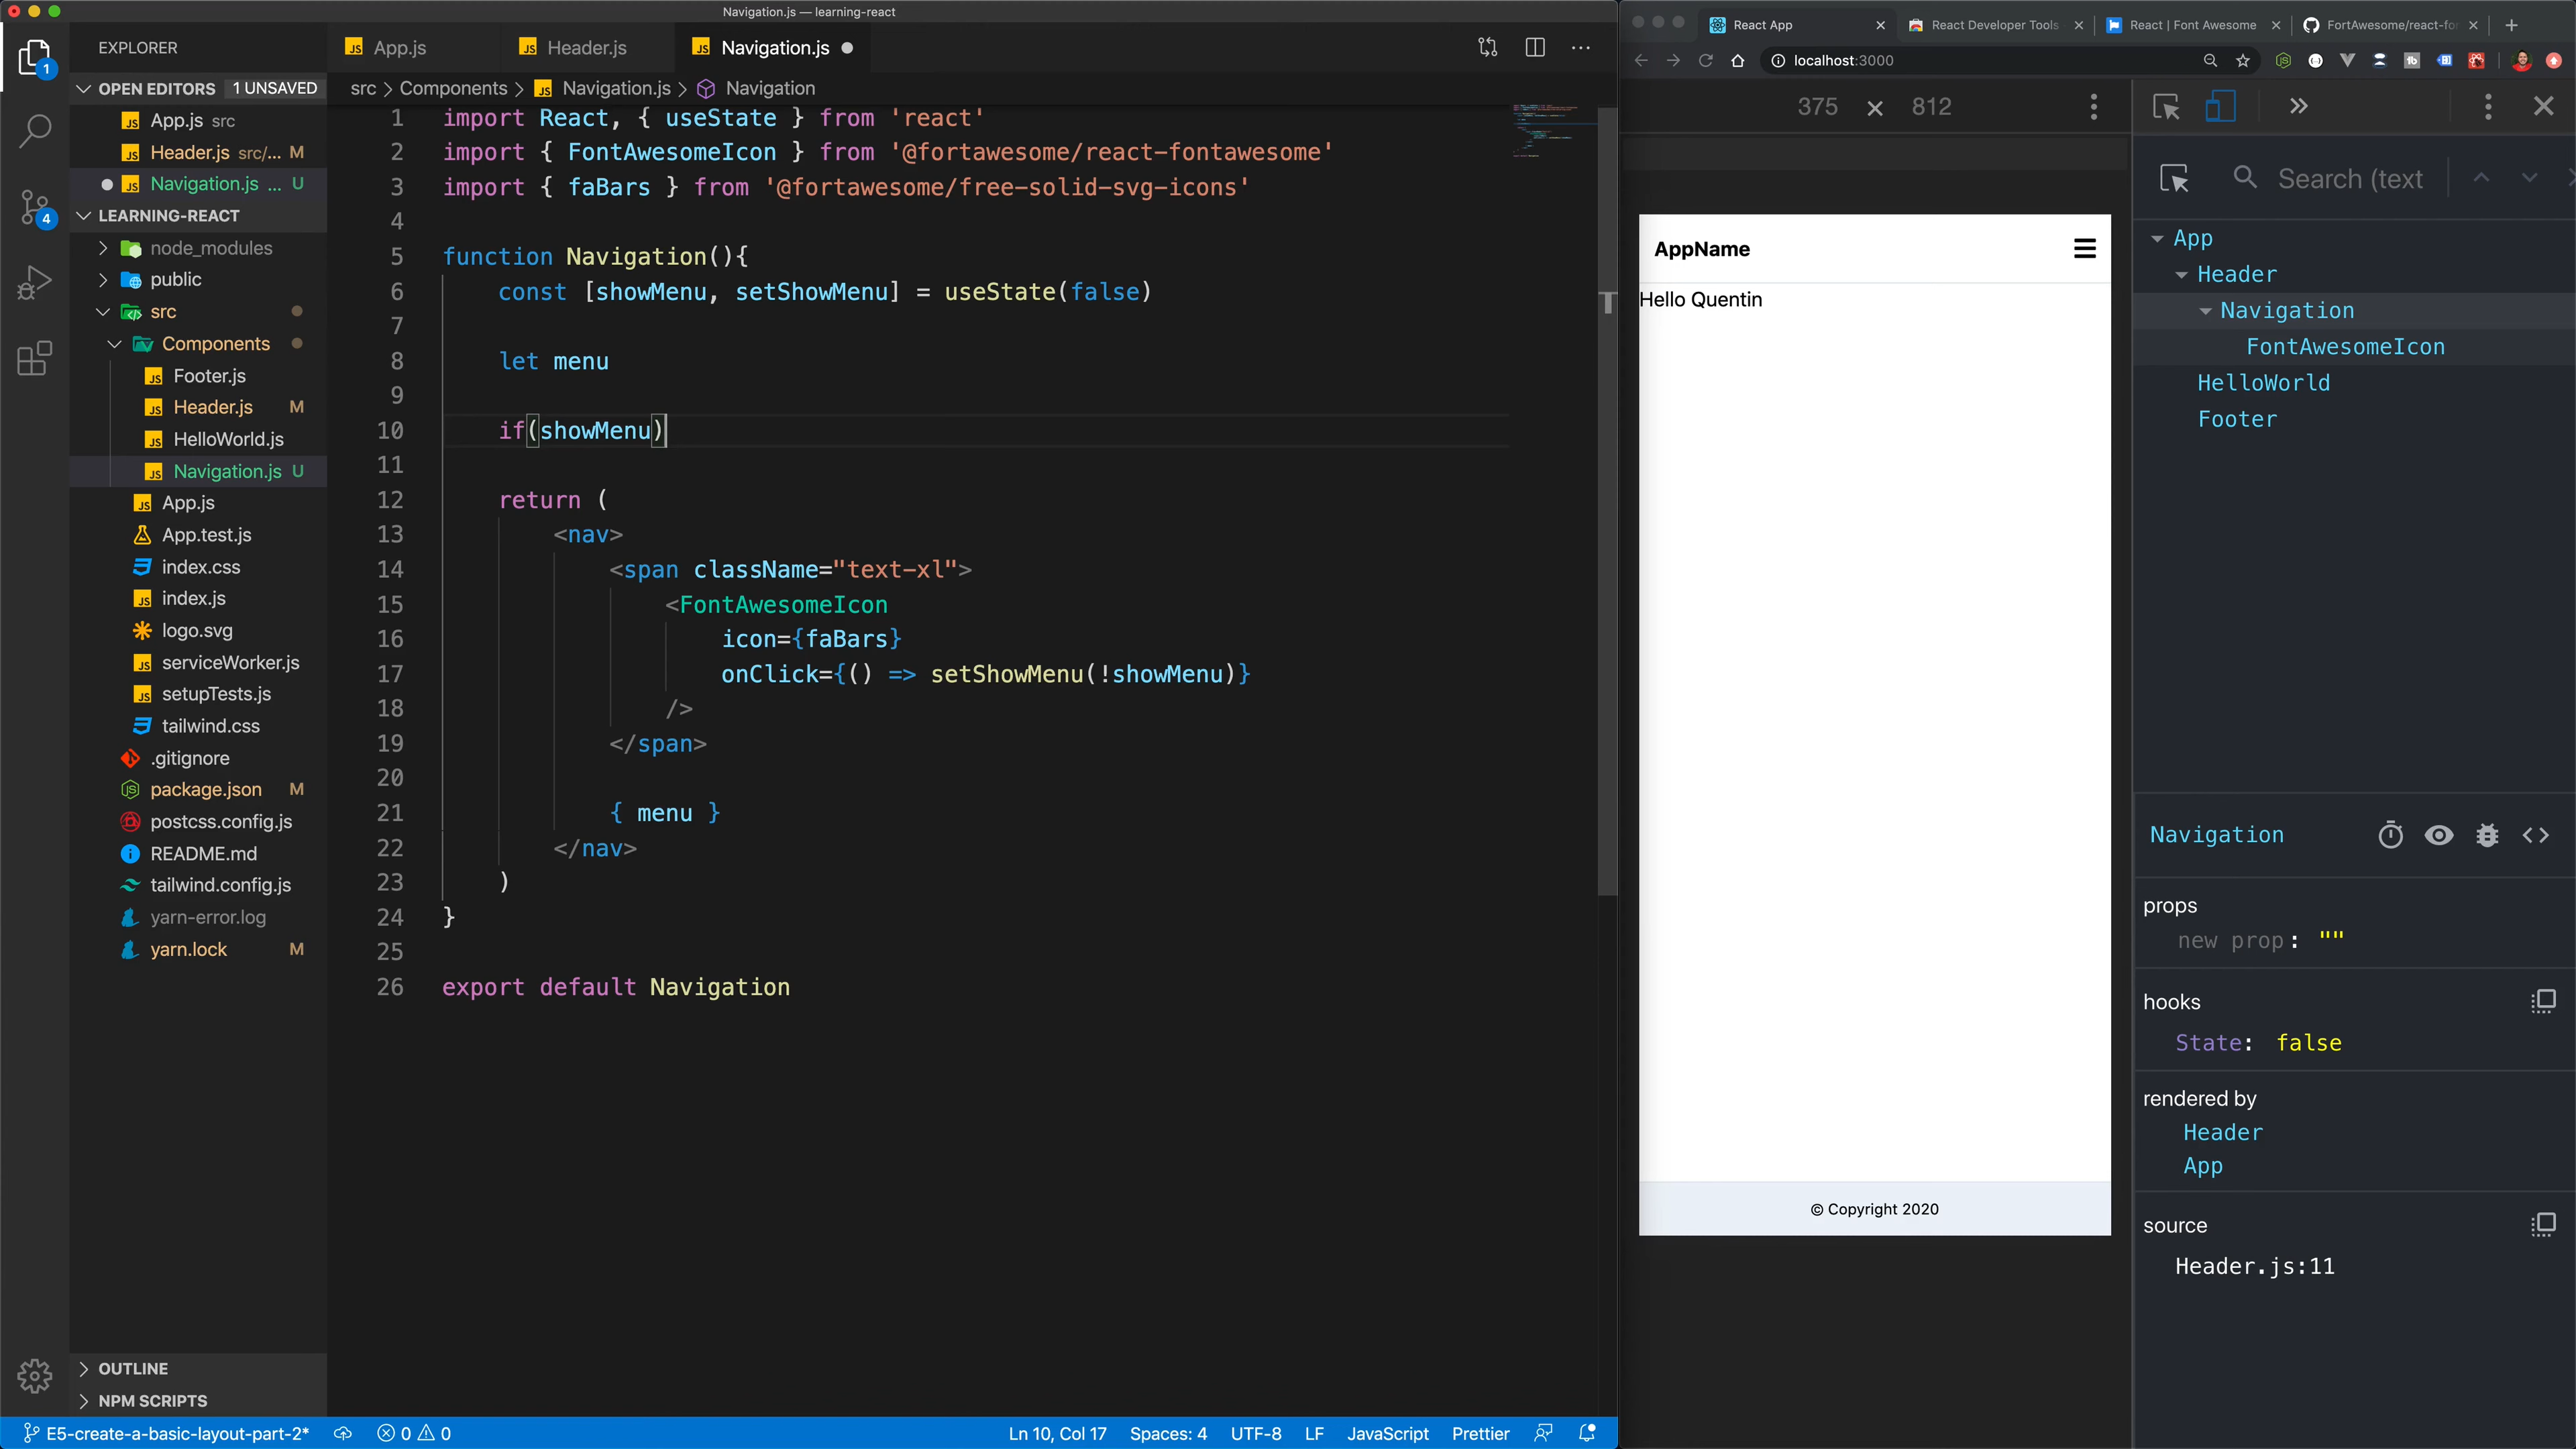 Navigation.js — learning-react
EXPLORER
OPEN EDITORS 1 UNSAVED
App.js src
Header.js src/... M
Navigation.js ... U
LEARNING-REACT
node_modules
public
src
Components
Footer.js
Header.js M
HelloWorld.js
Navigation.js U
App.js
App.test.js
index.css
index.js
logo.svg
serviceWorker.js
setupTests.js
tailwind.css
.gitignore
package.json M
postcss.config.js
README.md
tailwind.config.js
yarn-error.log
yarn.lock M
OUTLINE
NPM SCRIPTS
1
4
App.js
Header.js
Navigation.js
src > Components > Navigation.js > Navigation
1 import React, { useState } from 'react'
2 import { FontAwesomeIcon } from '@fortawesome/react-fontawesome'
3 import { faBars } from '@fortawesome/free-solid-svg-icons'
4
5 function Navigation(){
6 const [showMenu, setShowMenu] = useState(false)
7
8 let menu
9
10 if(showMenu)
11
12 return (
13 <nav>
14 <span className="text-xl">
15 <FontAwesomeIcon
16 icon={faBars}
17 onClick={() => setShowMenu(!showMenu)}
18 />
19 </span>
20
21 { menu }
22 </nav>
23 )
24 }
25
26 export default Navigation
E5-create-a-basic-layout-part-2* 0 0 Ln 10, Col 17 Spaces: 4 UTF-8 LF JavaScript Prettier
React App
React Developer Tools
React | Font Awesome
FortAwesome/react-for
localhost:3000
375 × 812
AppName
Hello Quentin
© Copyright 2020
Search (text
App
Header
Navigation
FontAwesomeIcon
HelloWorld
Footer
Navigation
props
new prop: ""
hooks
State: false
rendered by
Header
App
source
Header.js:11